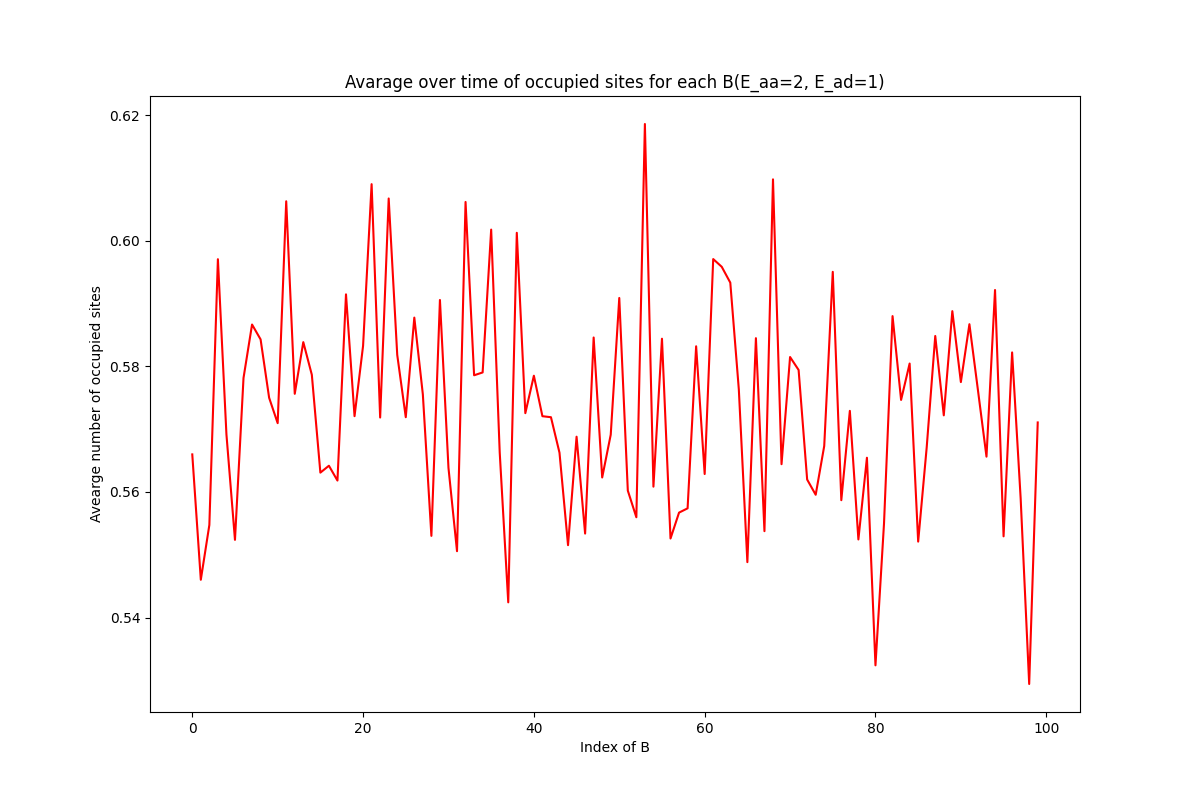 Avarage over time of occupied sites for each B(E_aa=2, E_ad=1)
0.62
0.60
0.58
0.56
0.54
Avearge number of occupied sites
0 20 40 60 80 100
Index of B